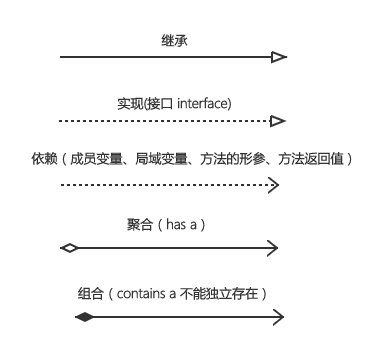 继承
实现(接口 interface)
依赖（成员变量、局域变量、方法的形参、方法返回值）
聚合（has a）
组合（contains a 不能独立存在）